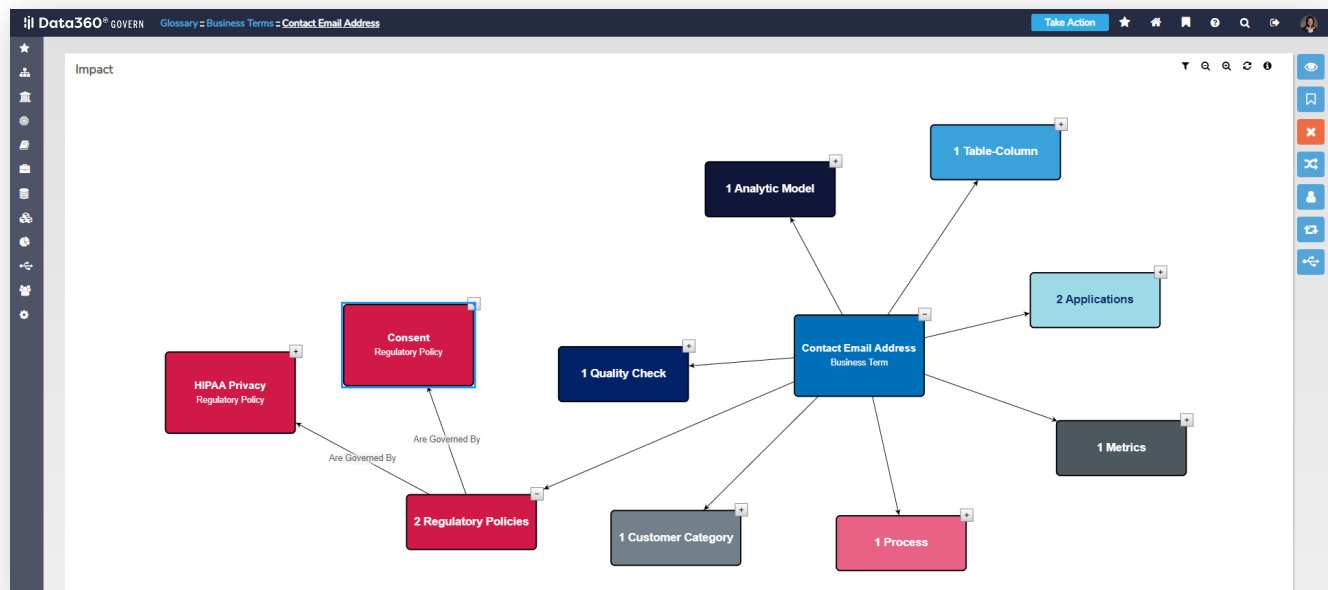 Data360® GOVERN
Glossary :: Business Terms :: Contact Email Address
Take Action
Impact
1 Table-Column
1 Analytic Model
2 Applications
Consent
Regulatory Policy
Contact Email Address
Business Term
1 Quality Check
HIPAA Privacy
Regulatory Policy
Are Governed By
Are Governed By
1 Metrics
2 Regulatory Policies
1 Customer Category
1 Process